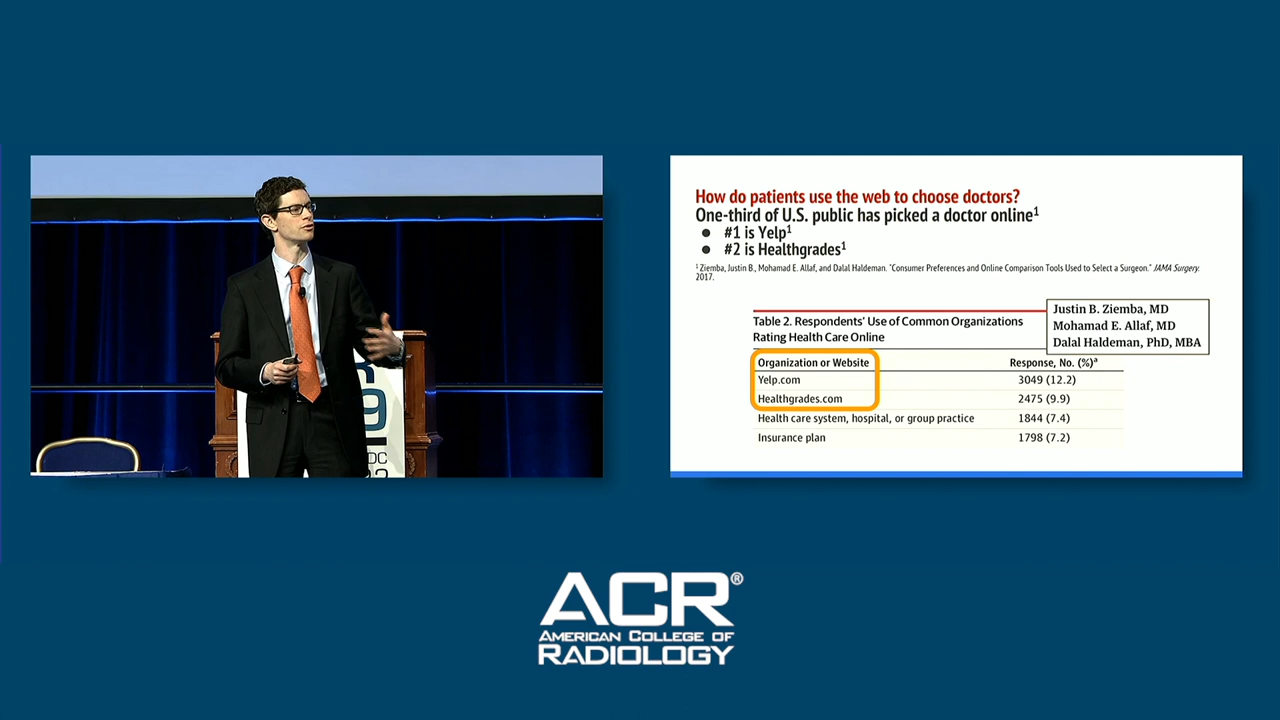 How do patients use the web to choose doctors?
One-third of U.S. public has picked a doctor online¹
● #1 is Yelp¹
● #2 is Healthgrades¹
¹ Ziemba, Justin B., Mohamad E. Allaf, and Dalal Haldeman. "Consumer Preferences and Online Comparison Tools Used to Select a Surgeon." JAMA Surgery.
2017.
Table 2. Respondents' Use of Common Organizations
Rating Health Care Online
Justin B. Ziemba, MD
Mohamad E. Allaf, MD
Dalal Haldeman, PhD, MBA
Organization or Website Response, No. (%)ª
Yelp.com 3049 (12.2)
Healthgrades.com 2475 (9.9)
Health care system, hospital, or group practice 1844 (7.4)
Insurance plan 1798 (7.2)
R
9
DC
ACR®
AMERICAN COLLEGE OF
RADIOLOGY